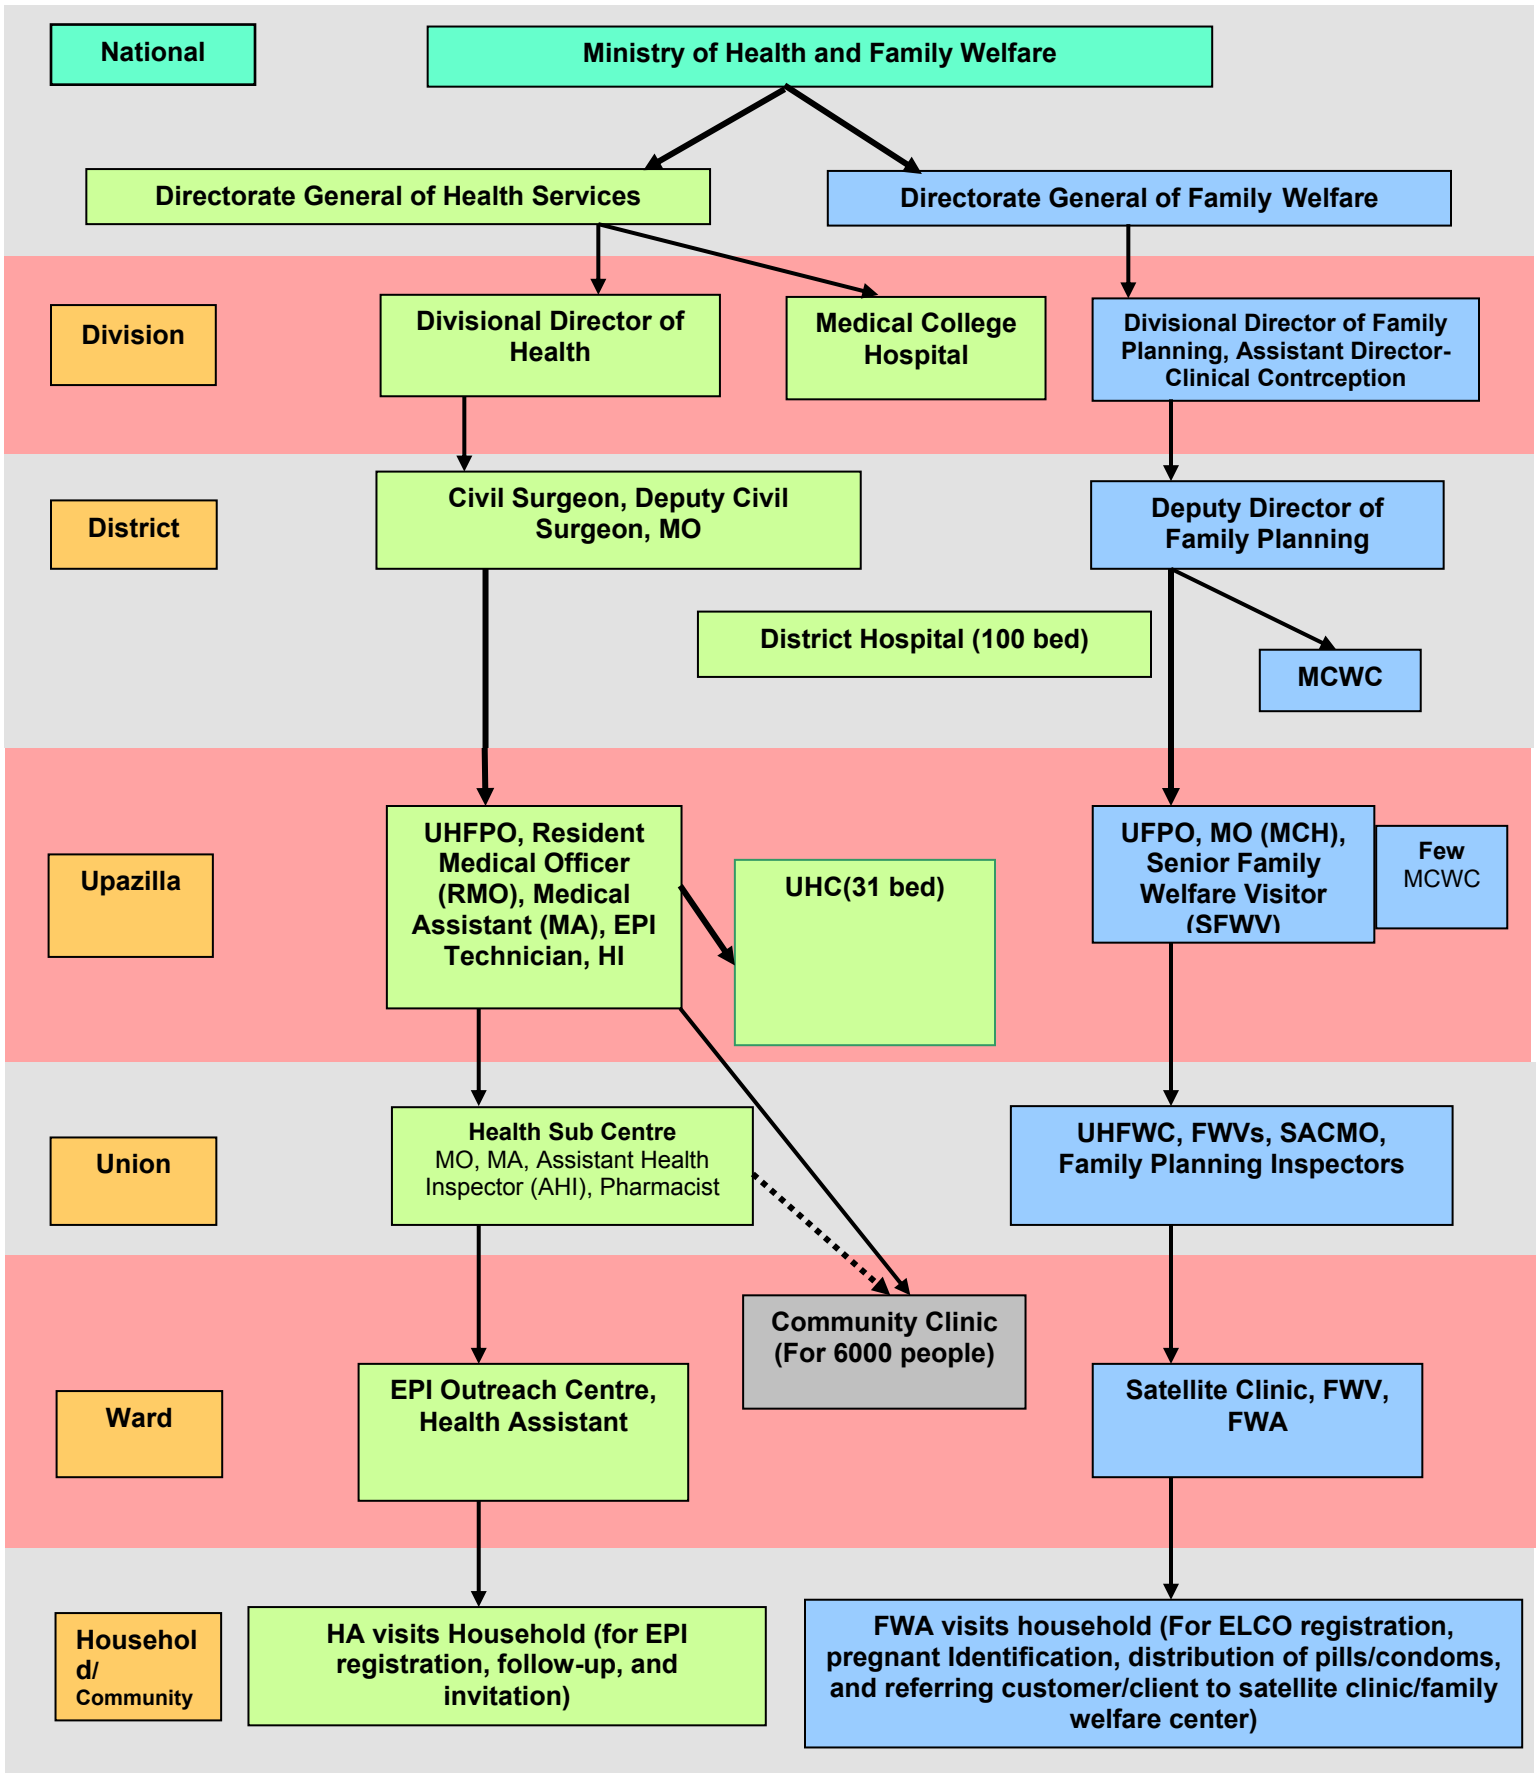 National
Ministry of Health and Family Welfare
Directorate General of Health Services
Directorate General of Family Welfare
Division
Divisional Director of
Health
Medical College
Hospital
Divisional Director of Family
Planning, Assistant Director-
Clinical Contrception
District
Civil Surgeon, Deputy Civil
Surgeon, MO
Deputy Director of
Family Planning
District Hospital (100 bed)
MCWC
Upazilla
UHFPO, Resident
Medical Officer
(RMO), Medical
Assistant (MA), EPI
Technician, HI
UHC(31 bed)
UFPO, MO (MCH),
Senior Family
Welfare Visitor
(SFWV)
Few
MCWC
Union
Health Sub Centre
MO, MA, Assistant Health
Inspector (AHI), Pharmacist
UHFWC, FWVs, SACMO,
Family Planning Inspectors
Community Clinic
(For 6000 people)
Ward
EPI Outreach Centre,
Health Assistant
Satellite Clinic, FWV,
FWA
Househol
d/
Community
HA visits Household (for EPI
registration, follow-up, and
invitation)
FWA visits household (For ELCO registration,
pregnant Identification, distribution of pills/condoms,
and referring customer/client to satellite clinic/family
welfare center)